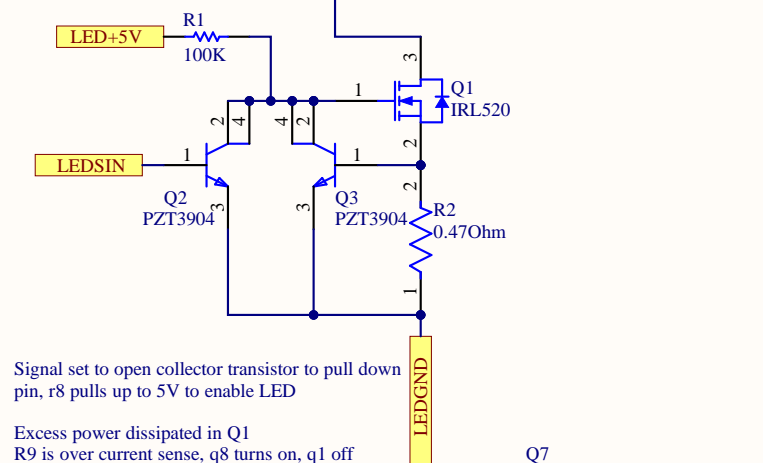 R1
LED+5V
100K
3
1
Q1
IRL520
2
4
4
2
2
LEDSIN
1
1
2
Q2
PZT3904
3
3
Q3
PZT3904
R2
0.47Ohm
1
Signal set to open collector transistor to pull down
pin, r8 pulls up to 5V to enable LED
LEDGND
Excess power dissipated in Q1
R9 is over current sense, q8 turns on, q1 off
Q7